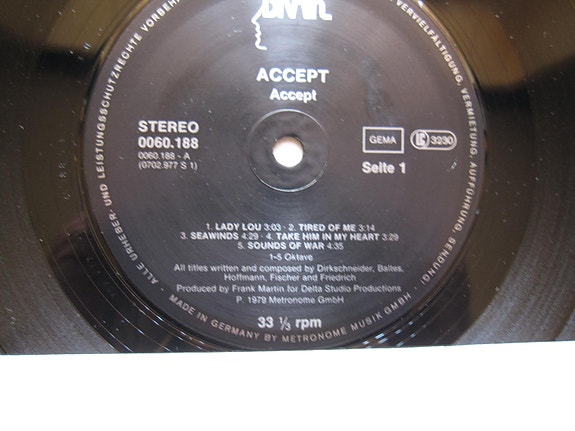 BRAIN
ACCEPT
Accept
STEREO
0060.188
0060.188 - A
(0702.977 S 1)
GEMA
LC 3230
Seite 1
1. LADY LOU 3:03 · 2. TIRED OF ME 3:14
3. SEAWINDS 4:29 · 4. TAKE HIM IN MY HEART 3:29
5. SOUNDS OF WAR 4:35
1-5 Oktave
All titles written and composed by Dirkschneider, Baltes,
Hoffmann, Fischer and Friedrich
Produced by Frank Martin for Delta Studio Productions
P 1979 Metronome GmbH
33 ⅓ rpm
ALLE URHEBER- UND LEISTUNGSSCHUTZRECHTE VORBEHA
VERVIELFÄLTIGUNG, VERMIETUNG, AUFFÜHRUNG, SENDUNG!
MADE IN GERMANY BY METRONOME MUSIK GMBH